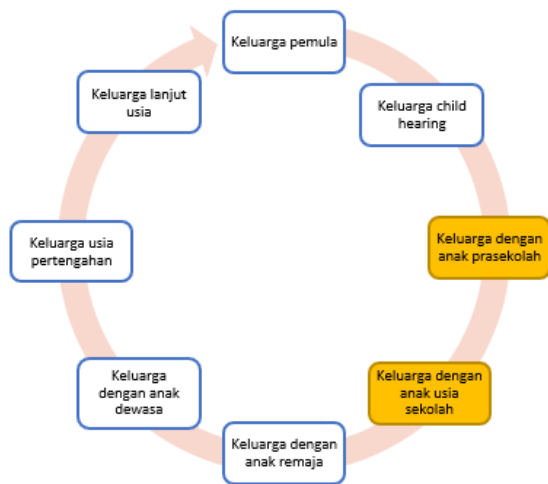 Keluarga pemula
Keluarga child
hearing
Keluarga dengan
anak prasekolah
Keluarga dengan
anak usia
sekolah
Keluarga dengan
anak remaja
Keluarga
dengan anak
dewasa
Keluarga usia
pertengahan
Keluarga lanjut
usia